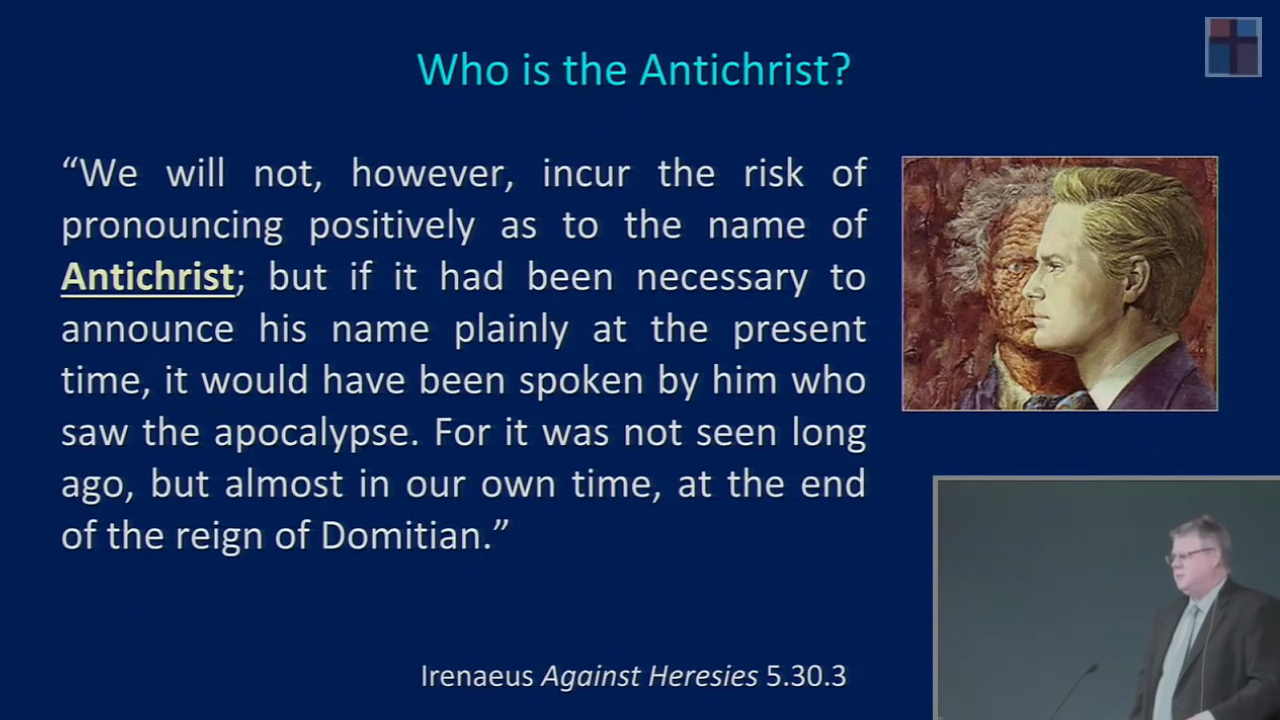 Who is the Antichrist?
“We will not, however, incur the risk of
pronouncing positively as to the name of
Antichrist; but if it had been necessary to
announce his name plainly at the present
time, it would have been spoken by him who
saw the apocalypse. For it was not seen long
ago, but almost in our own time, at the end
of the reign of Domitian.”
Irenaeus Against Heresies 5.30.3